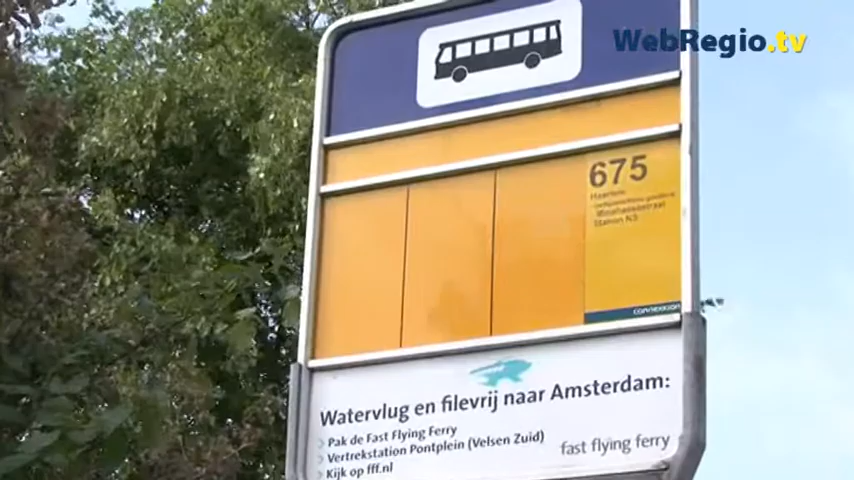 WebRegio.tv
675
Haarlem
Station NS
connexxion
Watervlug en filevrij naar Amsterdam:
Pak de Fast Flying Ferry
Vertrekstation Pontplein (Velsen Zuid)
Kijk op fff.nl
fast flying ferry